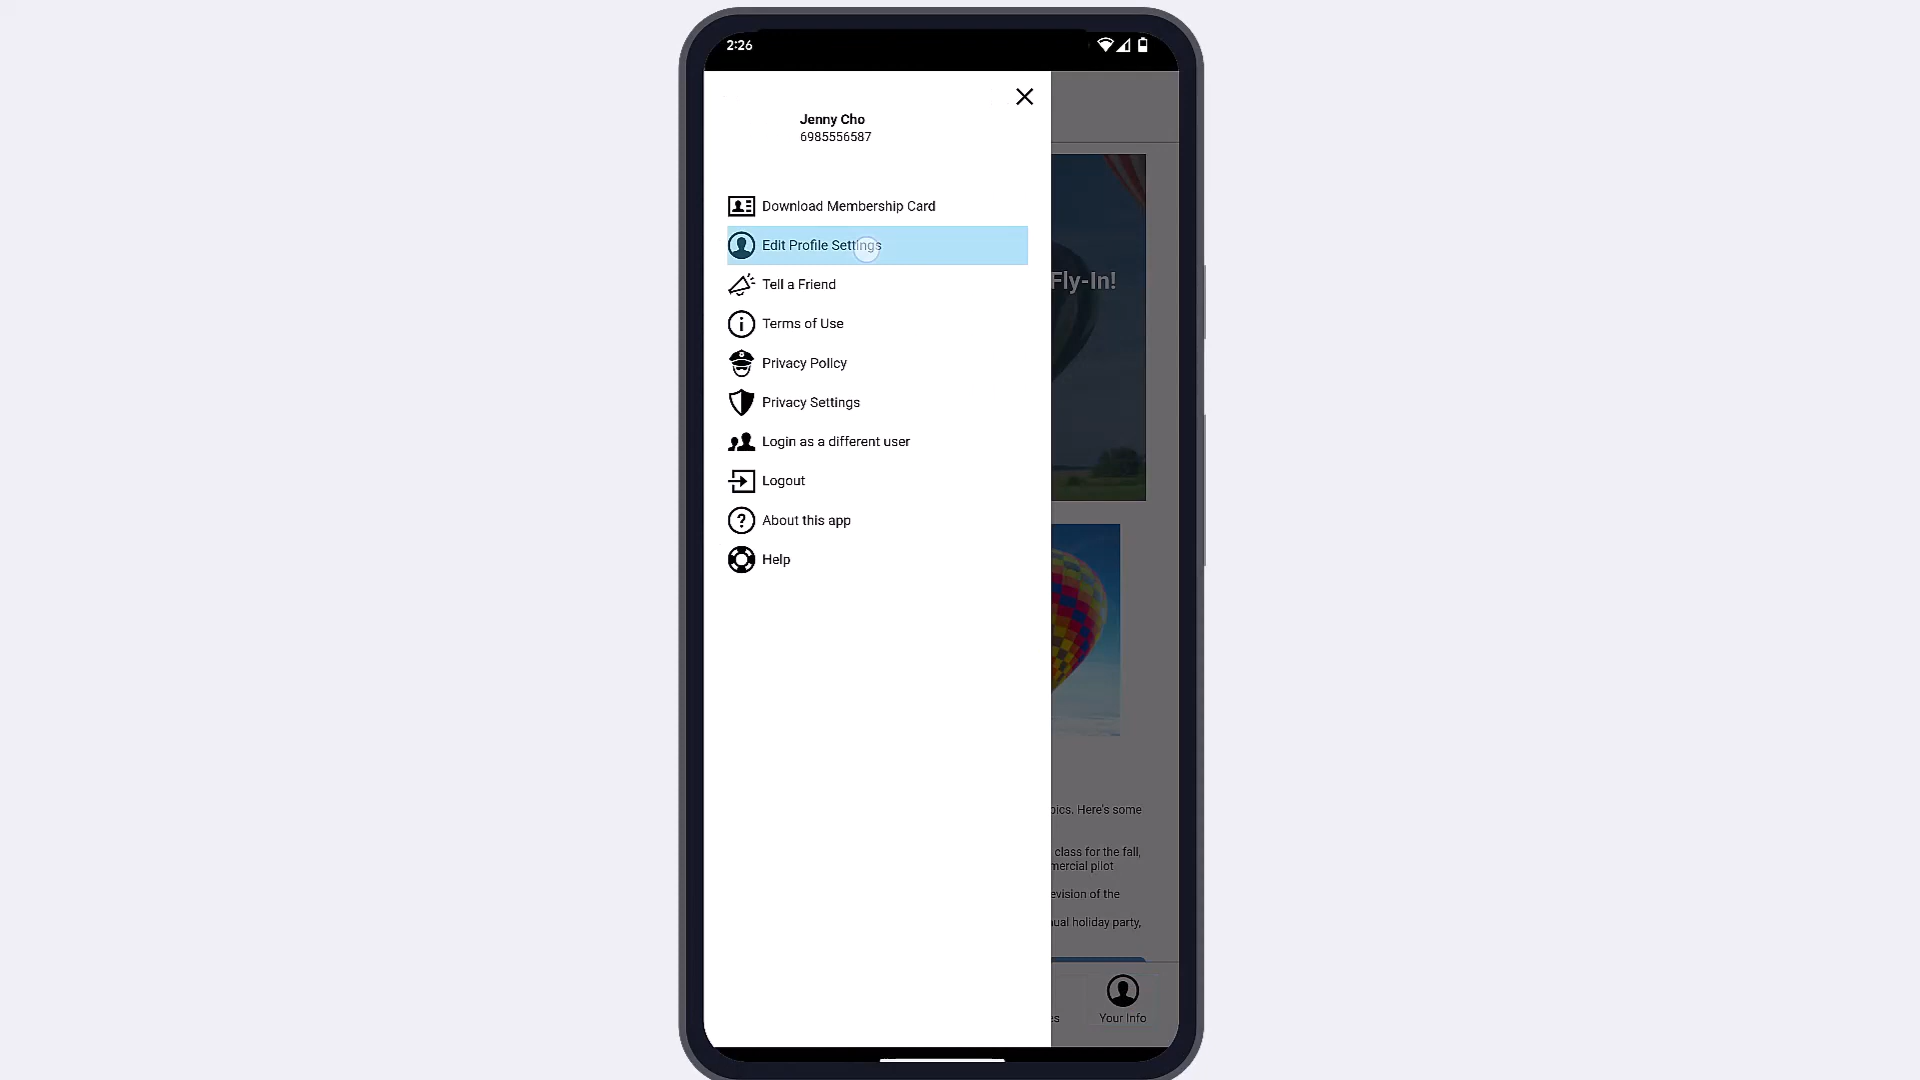 2:26
Jenny Cho
6985556587
Download Membership Card
Edit Profile Settings
Tell a Friend
Fly-In!
Terms of Use
Privacy Policy
Privacy Settings
Login as a different user
Logout
About this app
Help
pics. Here's some
class for the fall,
mercial pilot
evision of the
ual holiday party,
es
Your Info